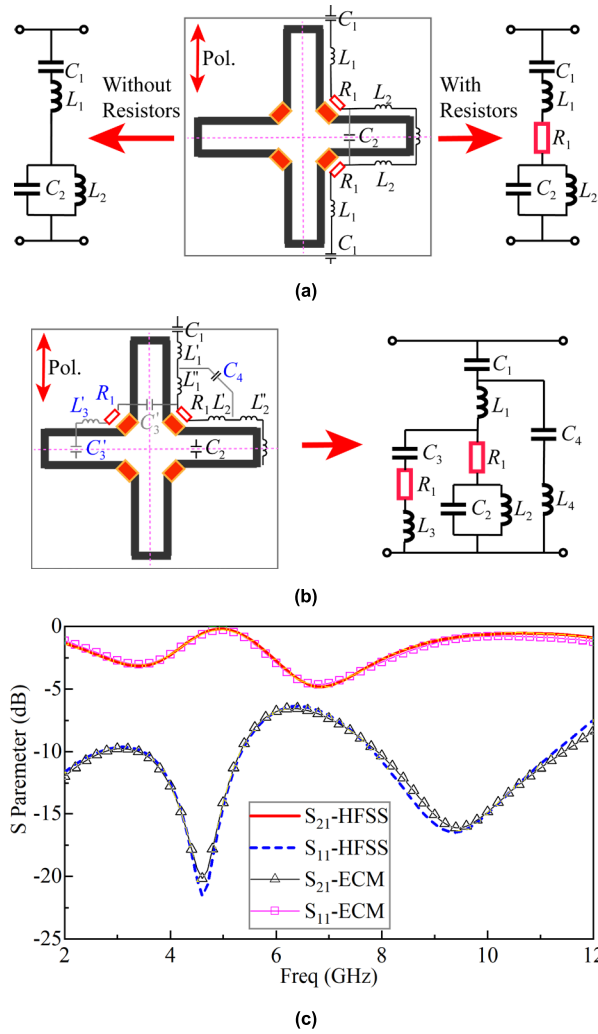 C1
Pol.
L1
R1
L2
C2
R1
L2
L1
C1
Without
Resistors
C1
L1
C2
L2
With
Resistors
C1
L1
R1
C2
L2
(a)
Pol.
C1
L'1
L''1
C4
R1
L'3
C'3
C'3
R1
L'2
L''2
C2
C1
L1
C3
R1
L3
R1
C2
L2
C4
L4
(b)
S Paremeter (dB)
0
-5
-10
-15
-20
-25
S21-HFSS
S11-HFSS
S21-ECM
S11-ECM
2 4 6 8 10 12
Freq (GHz)
(c)